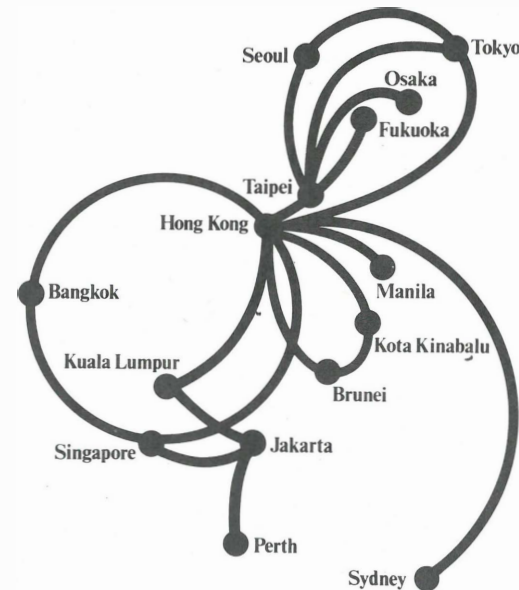 Seoul
Tokyo
Osaka
Fukuoka
Taipei
Hong Kong
Bangkok
Manila
Kota Kinabalu
Kuala Lumpur
Brunei
Singapore
Jakarta
Perth
Sydney